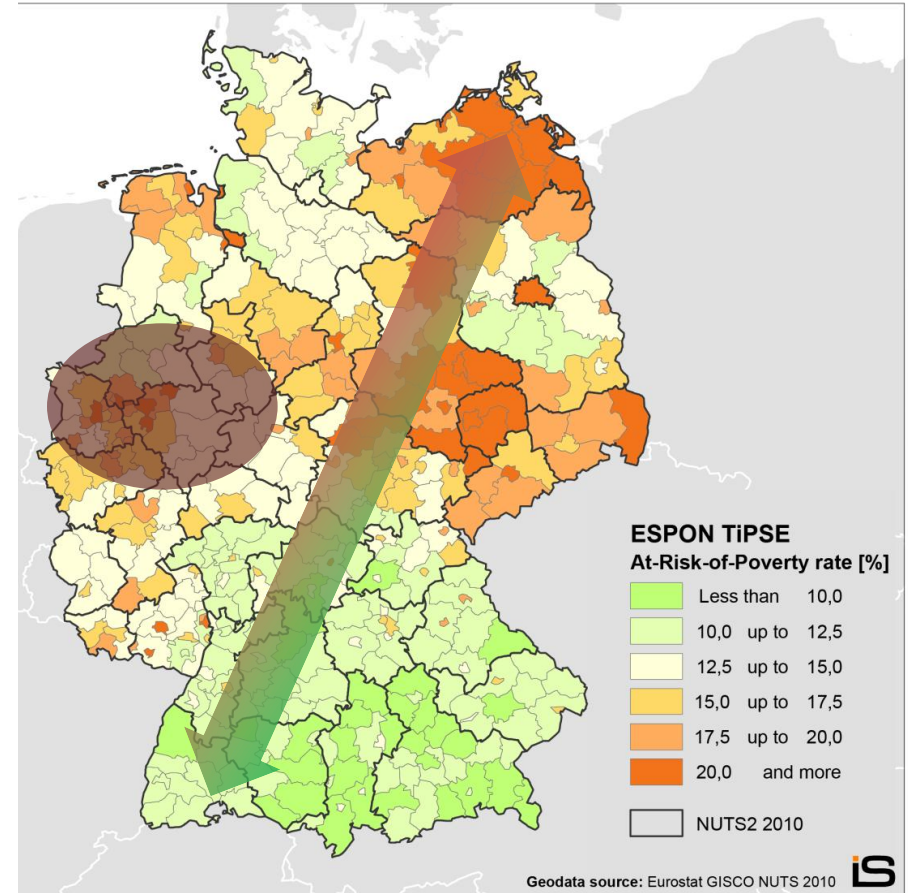 ESPON TiPSE
At-Risk-of-Poverty rate [%]
Less than 10,0
10,0 up to 12,5
12,5 up to 15,0
15,0 up to 17,5
17,5 up to 20,0
20,0 and more
NUTS2 2010
Geodata source: Eurostat GISCO NUTS 2010
is